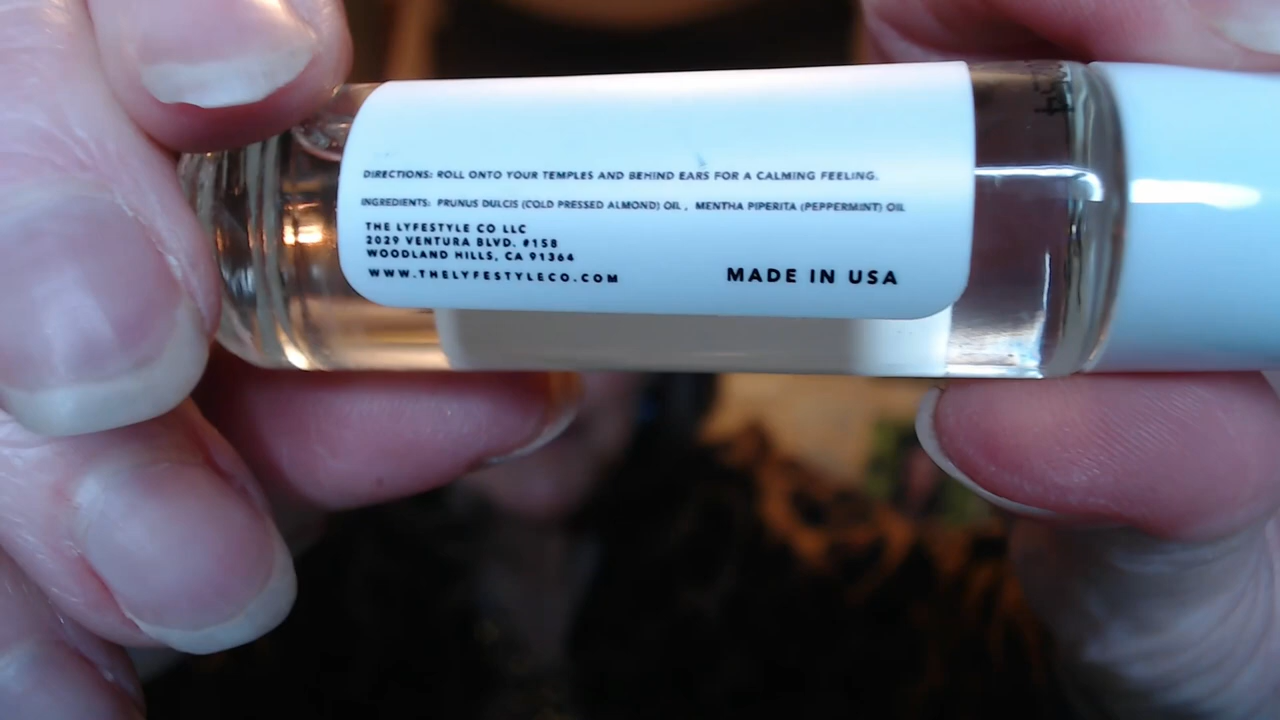 DIRECTIONS: ROLL ONTO YOUR TEMPLES AND BEHIND EARS FOR A CALMING FEELING.
INGREDIENTS: PRUNUS DULCIS (COLD PRESSED ALMOND) OIL, MENTHA PIPERITA (PEPPERMINT) OIL
THE LYFESTYLE CO LLC
2029 VENTURA BLVD. #158
WOODLAND HILLS, CA 91364
WWW.THELYFESTYLECO.COM
MADE IN USA